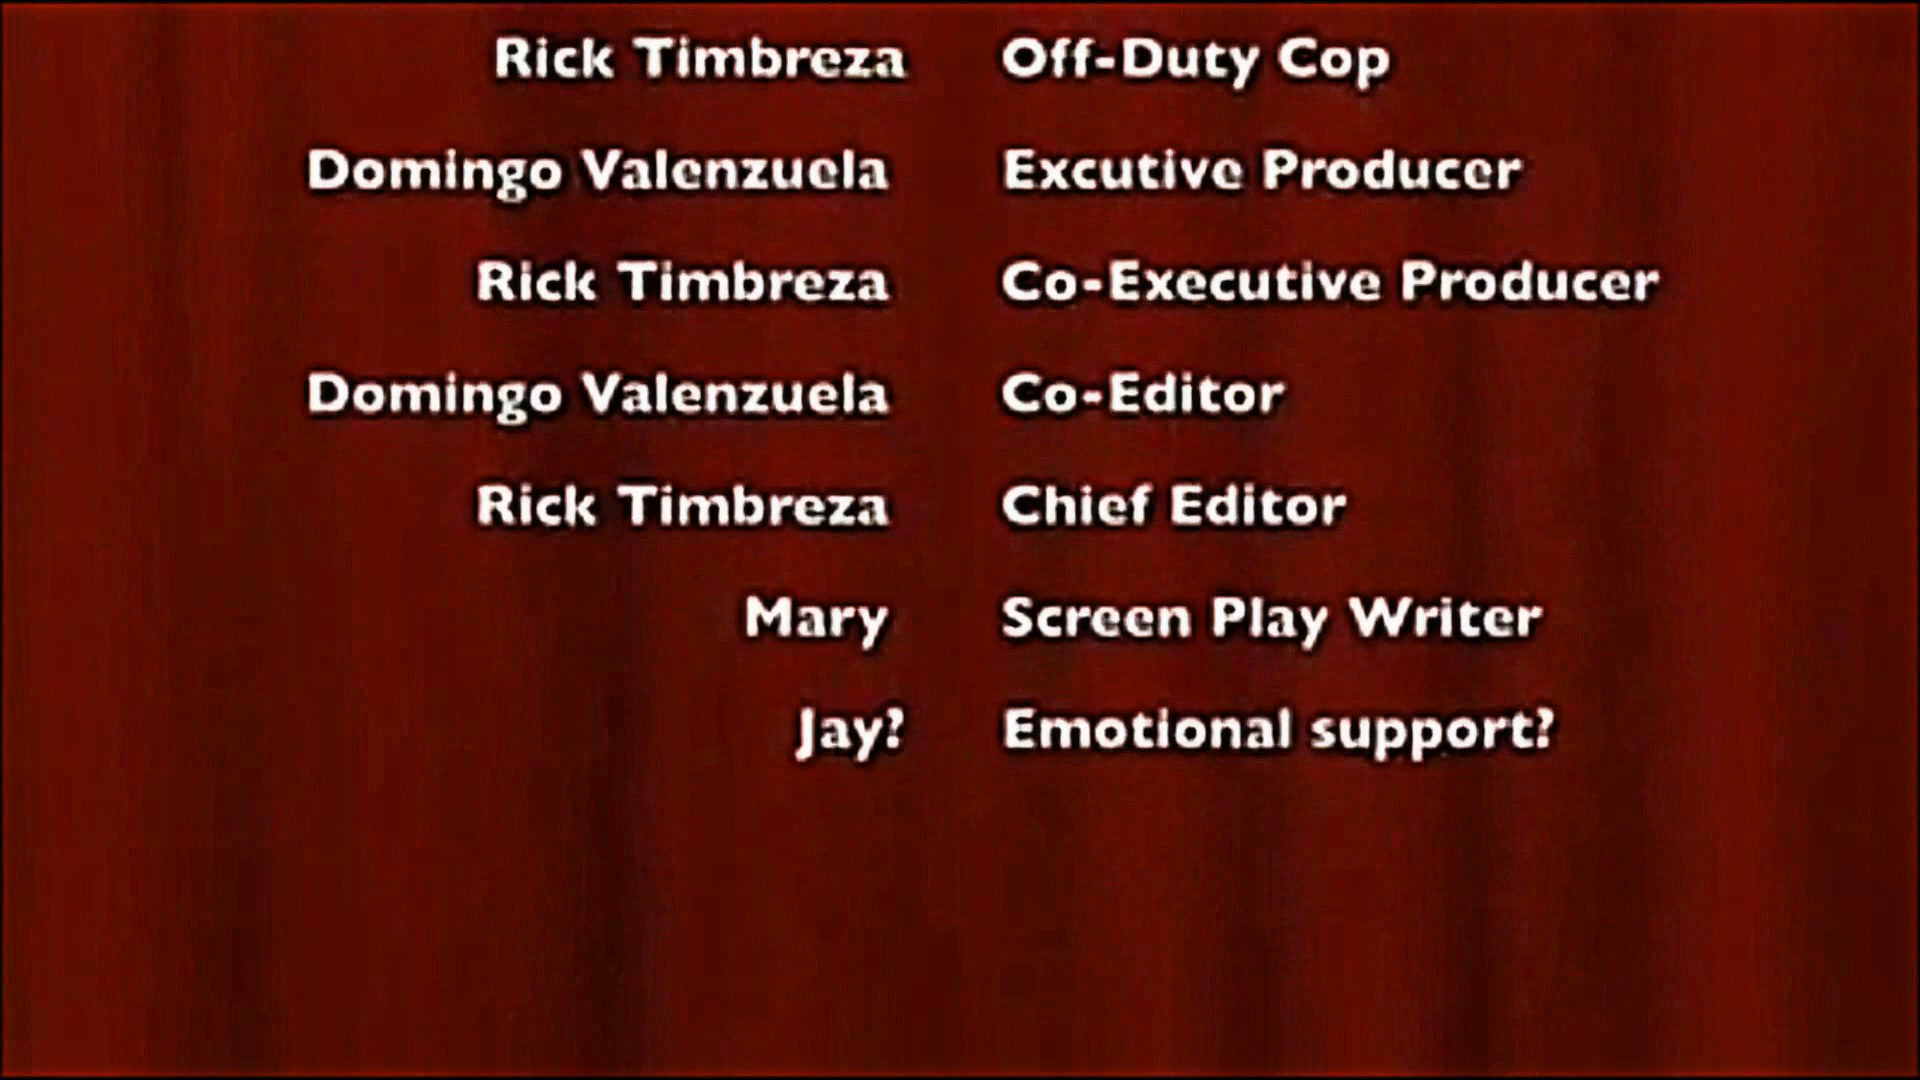 Rick Timbreza Off-Duty Cop
Domingo Valenzuela Excutive Producer
Rick Timbreza Co-Executive Producer
Domingo Valenzuela Co-Editor
Rick Timbreza Chief Editor
Mary Screen Play Writer
Jay? Emotional support?